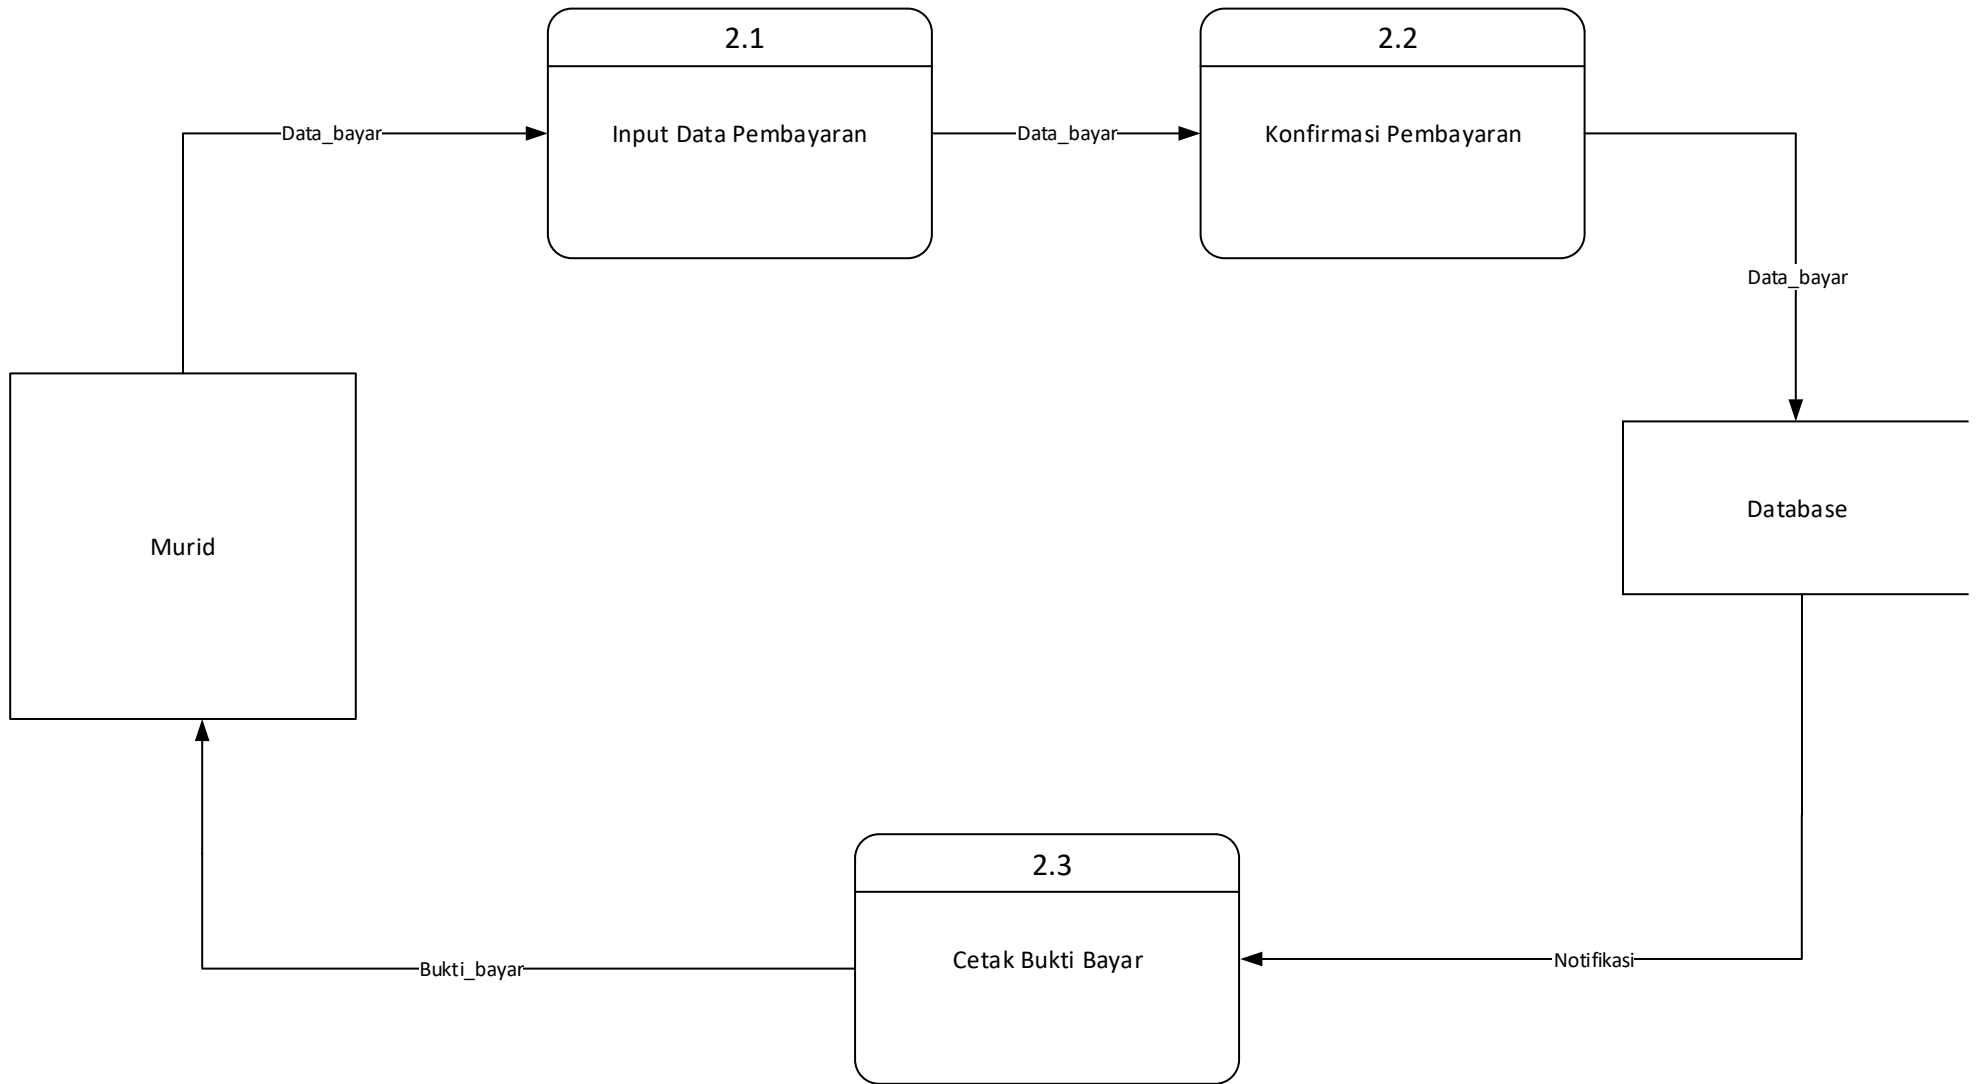 2.1
2.2
Data_bayar
Input Data Pembayaran
Data_bayar
Konfirmasi Pembayaran
Data_bayar
Murid
Database
2.3
Bukti_bayar
Cetak Bukti Bayar
Notifikasi